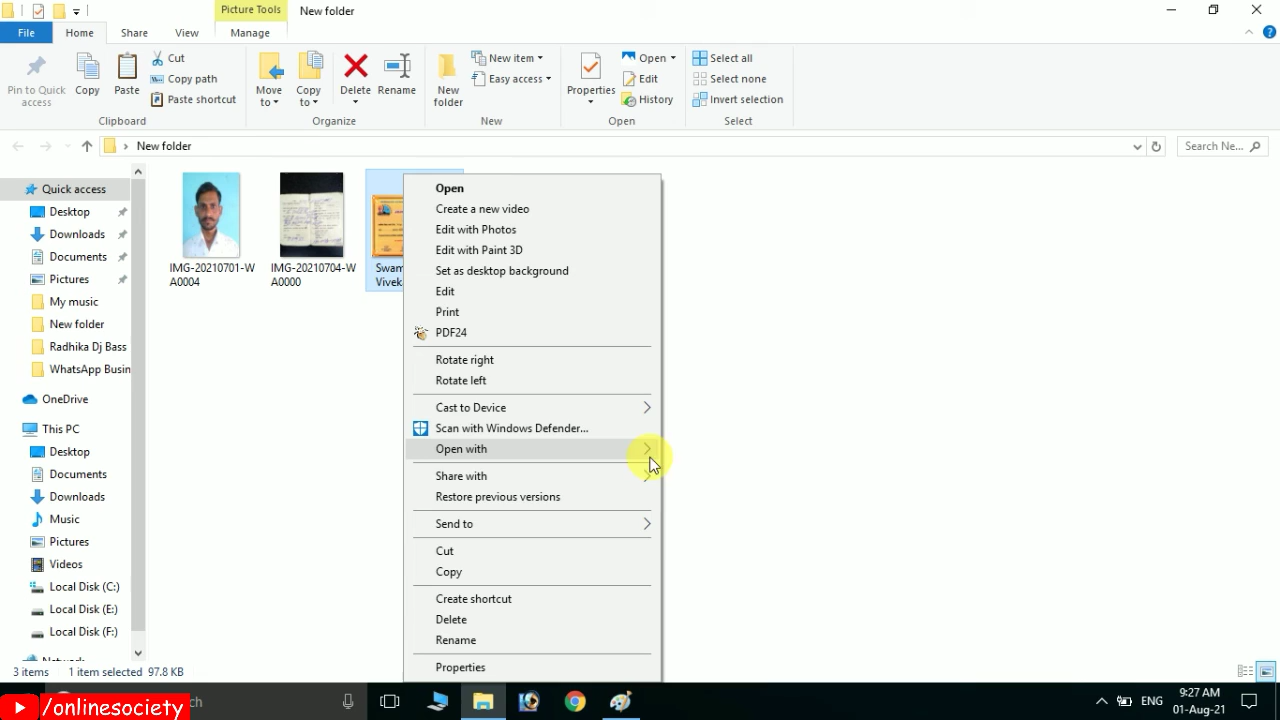 Picture Tools
New folder
File
Home
Share
View
Manage
Pin to Quick
access
Copy
Paste
Cut
Copy path
Paste shortcut
Clipboard
Move
to
Copy
to
Delete
Rename
Organize
New
folder
New item
Easy access
New
Properties
Open
Edit
History
Open
Select all
Select none
Invert selection
Select
New folder
Search Ne...
Quick access
Desktop
Downloads
Documents
Pictures
My music
New folder
Radhika Dj Bass
WhatsApp Busin
OneDrive
This PC
Desktop
Documents
Downloads
Music
Pictures
Videos
Local Disk (C:)
Local Disk (E:)
Local Disk (F:)
Network
IMG-20210701-W
A0004
IMG-20210704-W
A0000
Swam
Vivek
Open
Create a new video
Edit with Photos
Edit with Paint 3D
Set as desktop background
Edit
Print
PDF24
Rotate right
Rotate left
Cast to Device
Scan with Windows Defender...
Open with
Share with
Restore previous versions
Send to
Cut
Copy
Create shortcut
Delete
Rename
Properties
3 items
1 item selected 97.8 KB
/onlinesociety
ch
ENG
9:27 AM
01-Aug-21